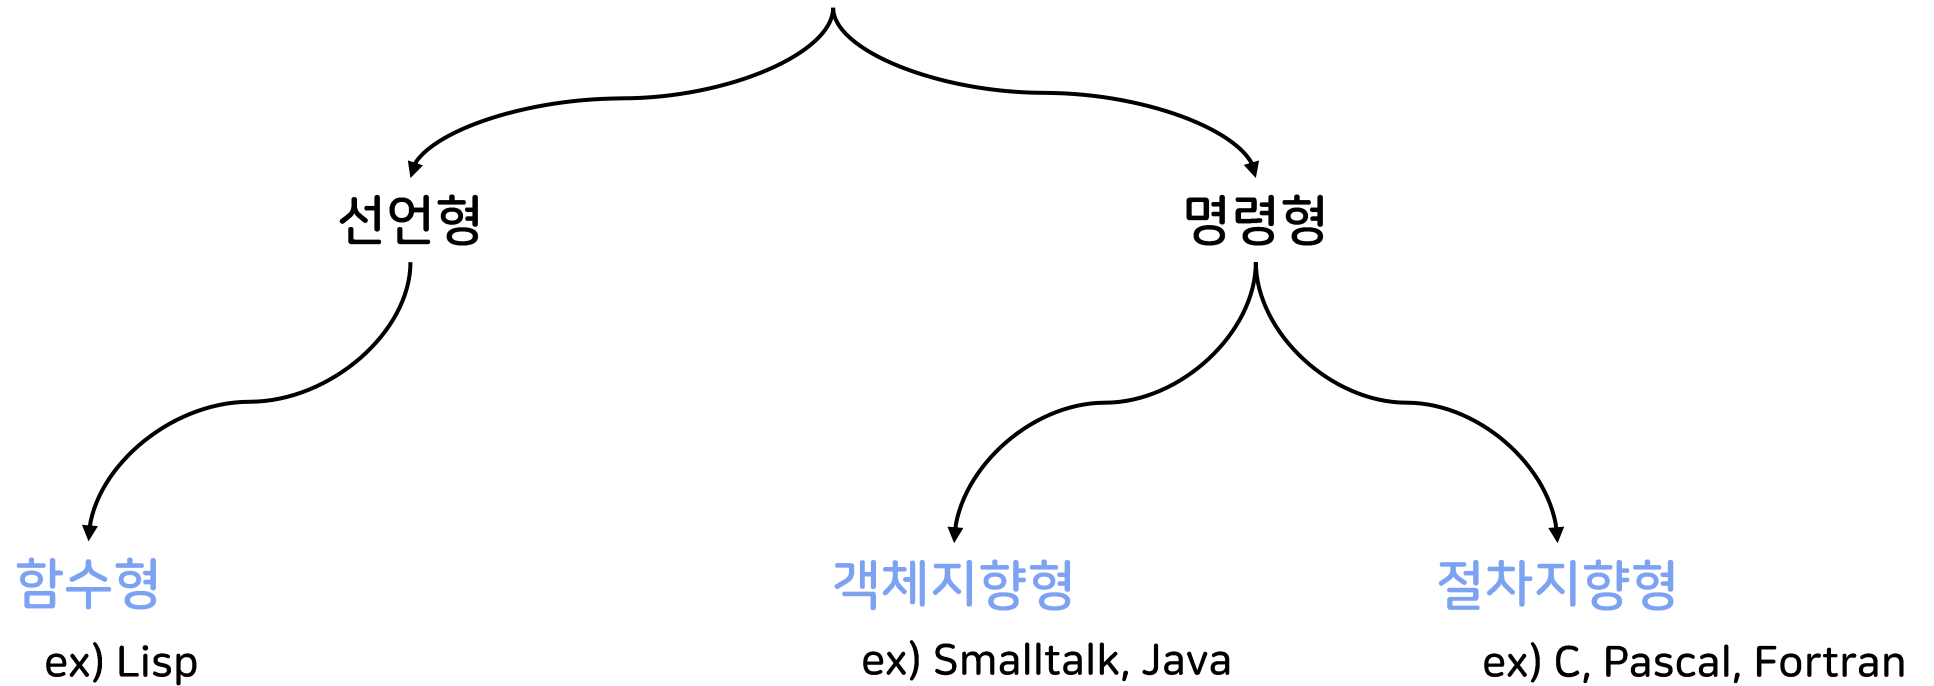 선언형
명령형
함수형
객체지향형
절차지향형
ex) Lisp
ex) Smalltalk, Java
ex) C, Pascal, Fortran